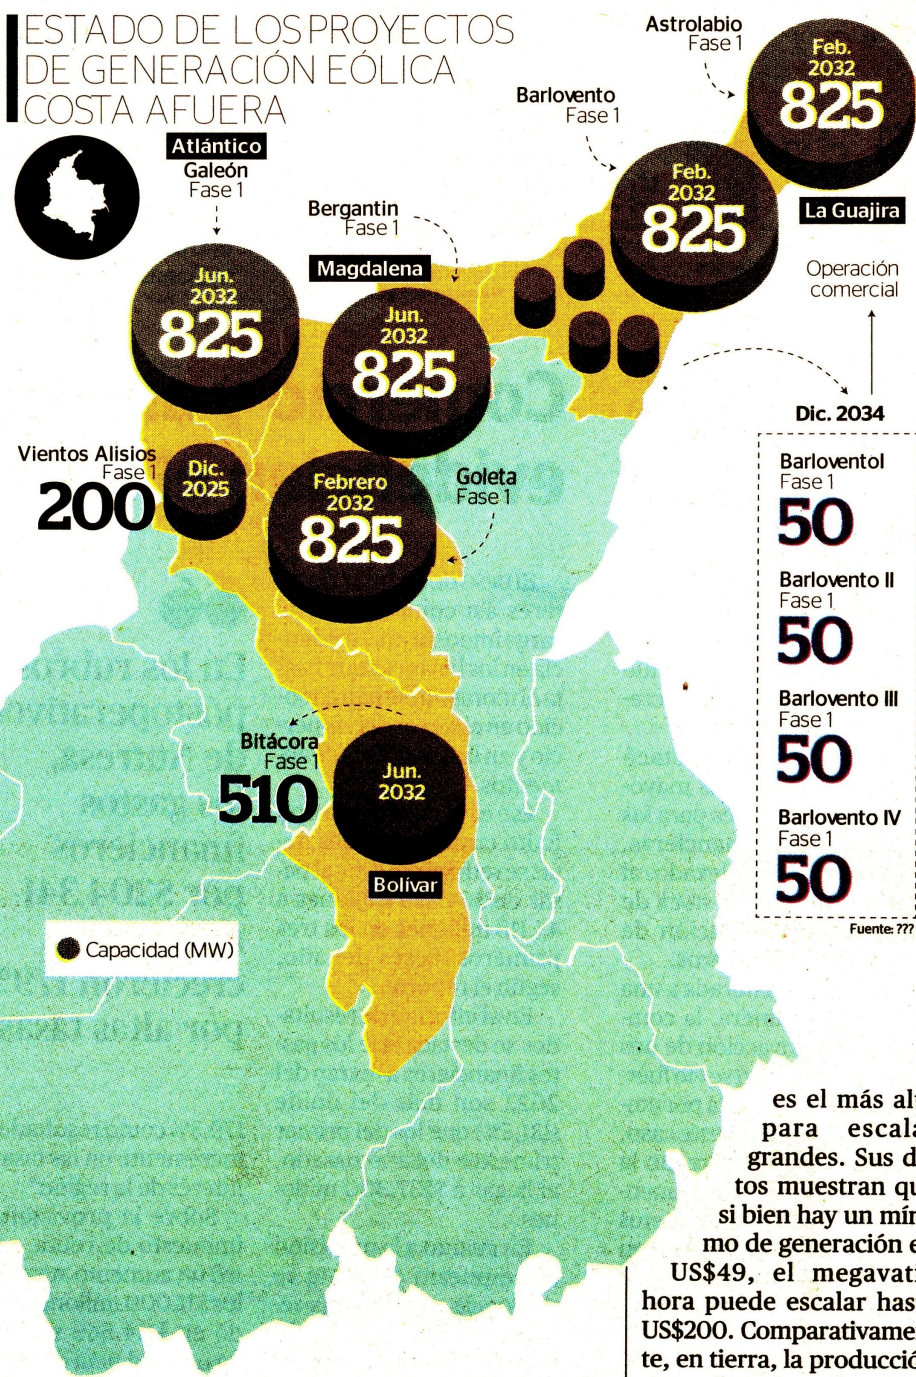 ESTADO DE LOS PROYECTOS
DE GENERACIÓN EÓLICA
COSTA AFUERA
Astrolabio
Fase 1
Feb.
2032
825
Barlovento
Fase 1
Feb.
2032
825
La Guajira
Atlántico
Galeón
Fase 1
Jun.
2032
825
Bergantin
Fase 1
Magdalena
Jun.
2032
825
Operación
comercial
Dic. 2034
BarloventoI
Fase 1
50
Barlovento II
Fase 1
50
Barlovento III
Fase 1
50
Barlovento IV
Fase 1
50
Fuente: ???
Vientos Alisios
Fase 1
200
Dic.
2025
Febrero
2032
825
Goleta
Fase 1
Bitácora
Fase 1
510
Jun.
2032
Bolívar
Capacidad (MW)
es el más al
para escala
grandes. Sus d
tos muestran qu
si bien hay un mín
mo de generación e
US$49, el megavati
hora puede escalar has
US$200. Comparativame
te, en tierra, la producció